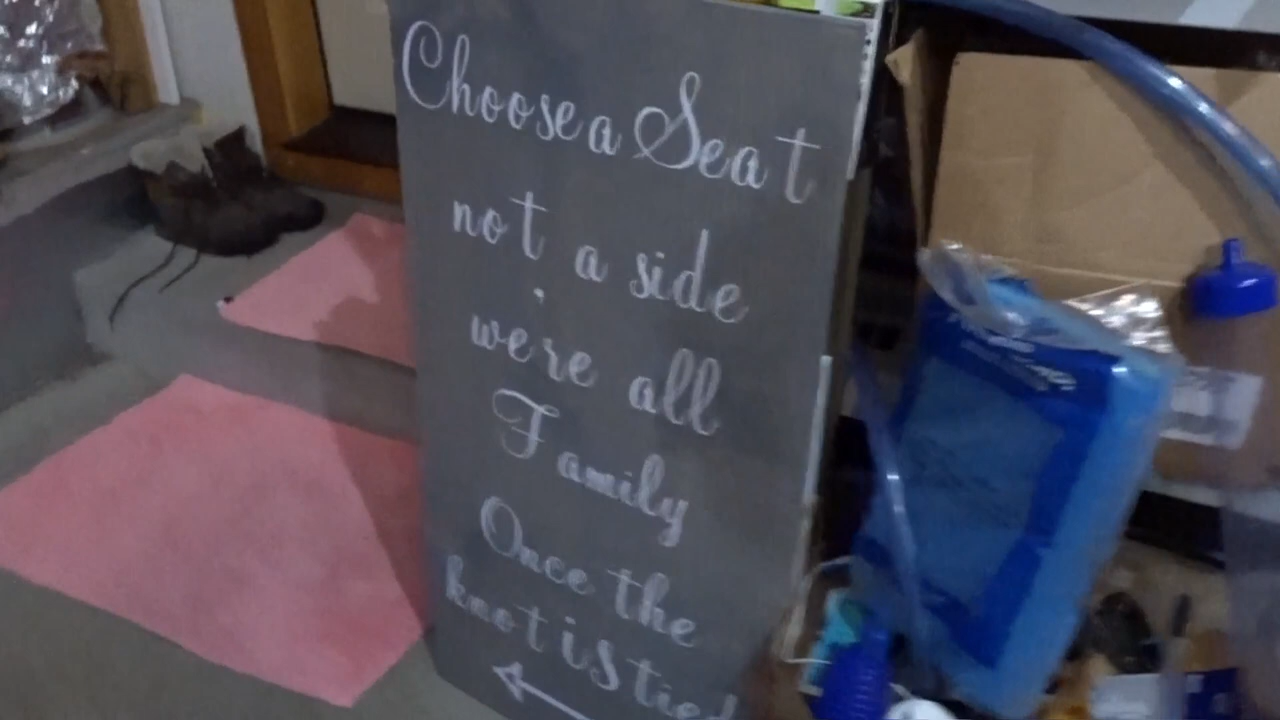 Choose a Seat
not a side
we're all
Family
Once the
knot is tied